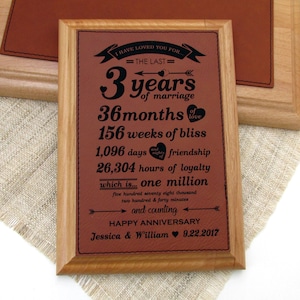 I HAVE LOVED YOU FOR...
THE LAST
3 years
of marriage
36 months of love
156 weeks of bliss
1,096 days friendship
26,304 hours of loyalty
which is... one million
five hundred seventy eight thousand
two hundred & forty minutes
and counting
HAPPY ANNIVERSARY
Jessica & William ♥ 9.22.2017